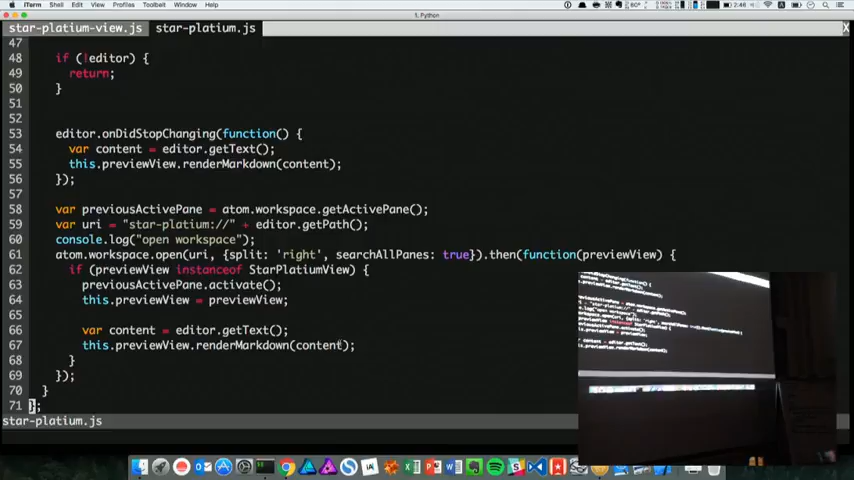 iTerm Shell Edit View Profiles Toolbelt Window Help
1. Python
star-platium-view.js star-platium.js X
47
48 if (!editor) {
49 return;
50 }
51
52
53 editor.onDidStopChanging(function() {
54 var content = editor.getText();
55 this.previewView.renderMarkdown(content);
56 });
57
58 var previousActivePane = atom.workspace.getActivePane();
59 var uri = "star-platium://" + editor.getPath();
60 console.log("open workspace");
61 atom.workspace.open(uri, {split: 'right', searchAllPanes: true}).then(function(previewView) {
62 if (previewView instanceof StarPlatiumView) {
63 previousActivePane.activate();
64 this.previewView = previewView;
65
66 var content = editor.getText();
67 this.previewView.renderMarkdown(content);
68 }
69 });
70 }
71 };
star-platium.js